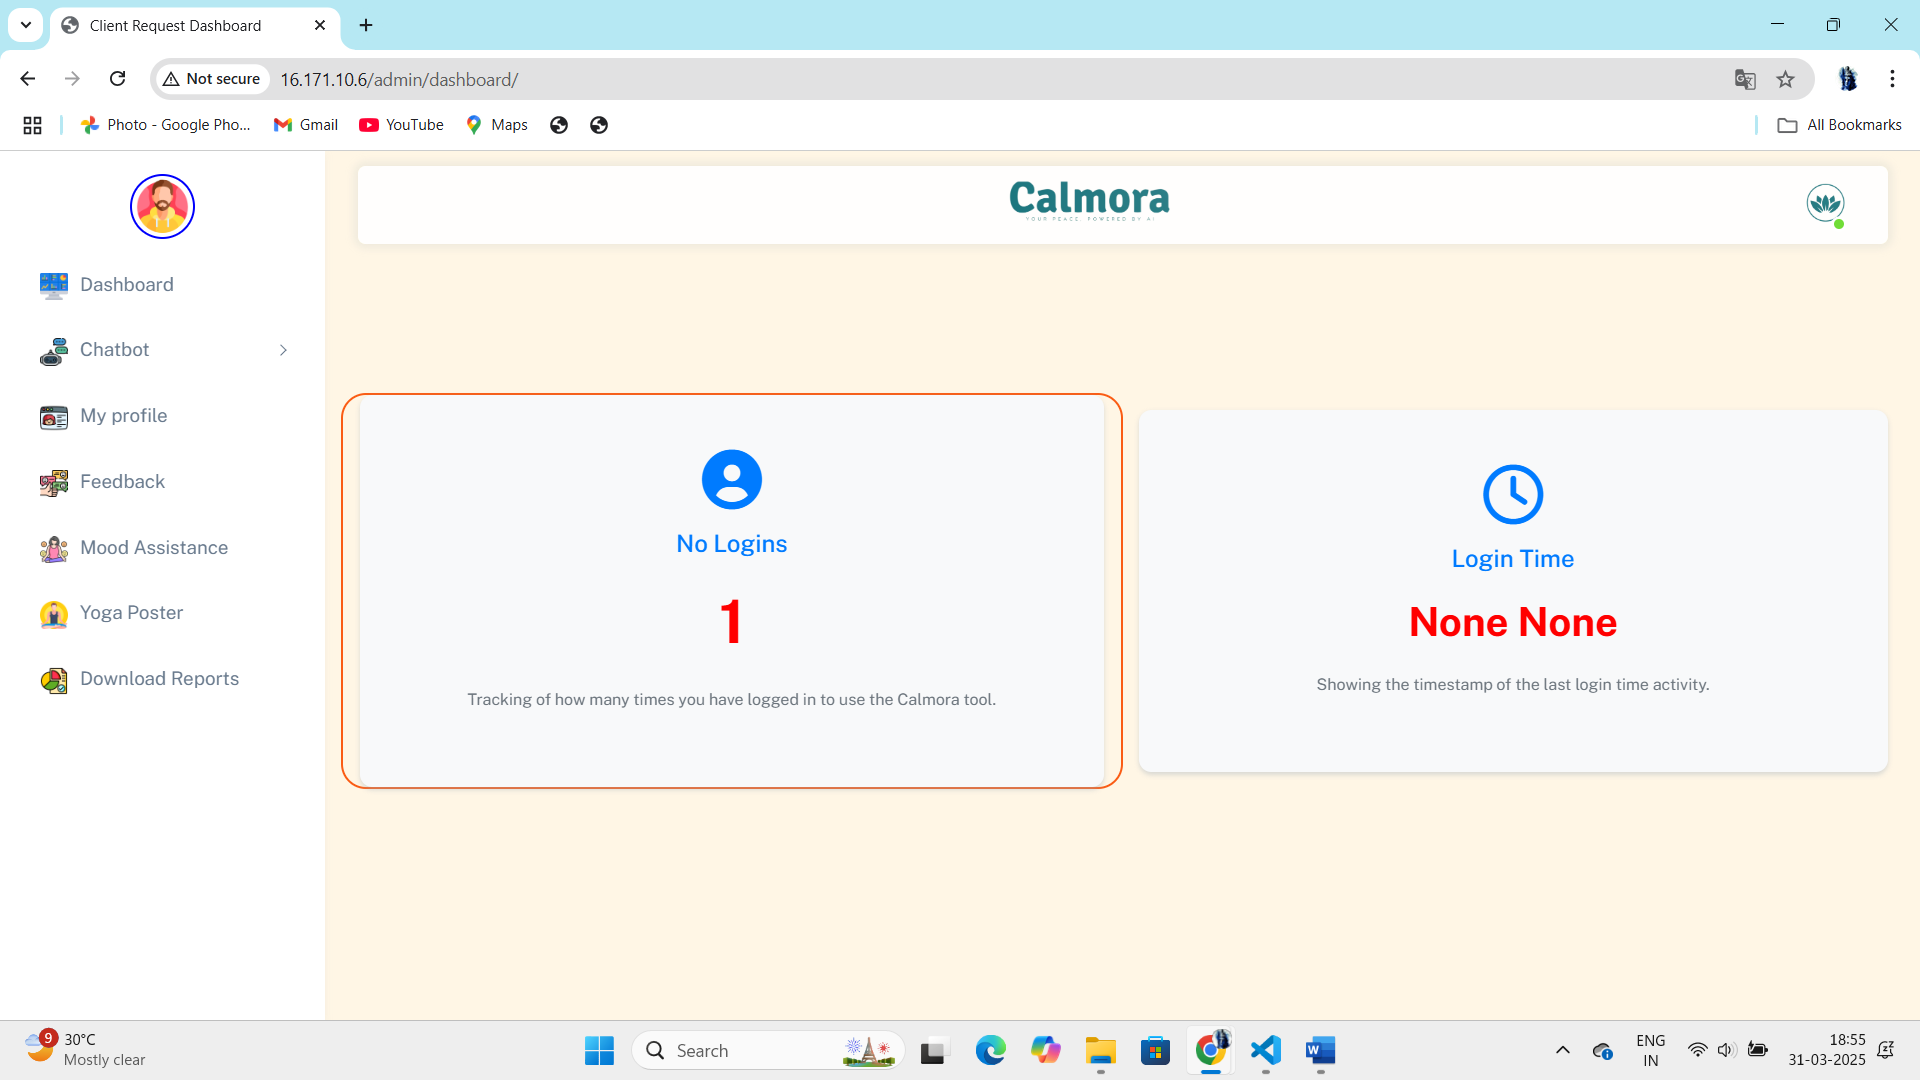 Client Request Dashboard
Not secure
16.171.10.6/admin/dashboard/
Photo - Google Pho...
Gmail
YouTube
Maps
All Bookmarks
Calmora
YOUR PEACE, POWERED BY AI
Dashboard
Chatbot
My profile
Feedback
Mood Assistance
Yoga Poster
Download Reports
No Logins
1
Tracking of how many times you have logged in to use the Calmora tool.
Login Time
None None
Showing the timestamp of the last login time activity.
9
30°C
Mostly clear
Search
ENG
IN
18:55
31-03-2025